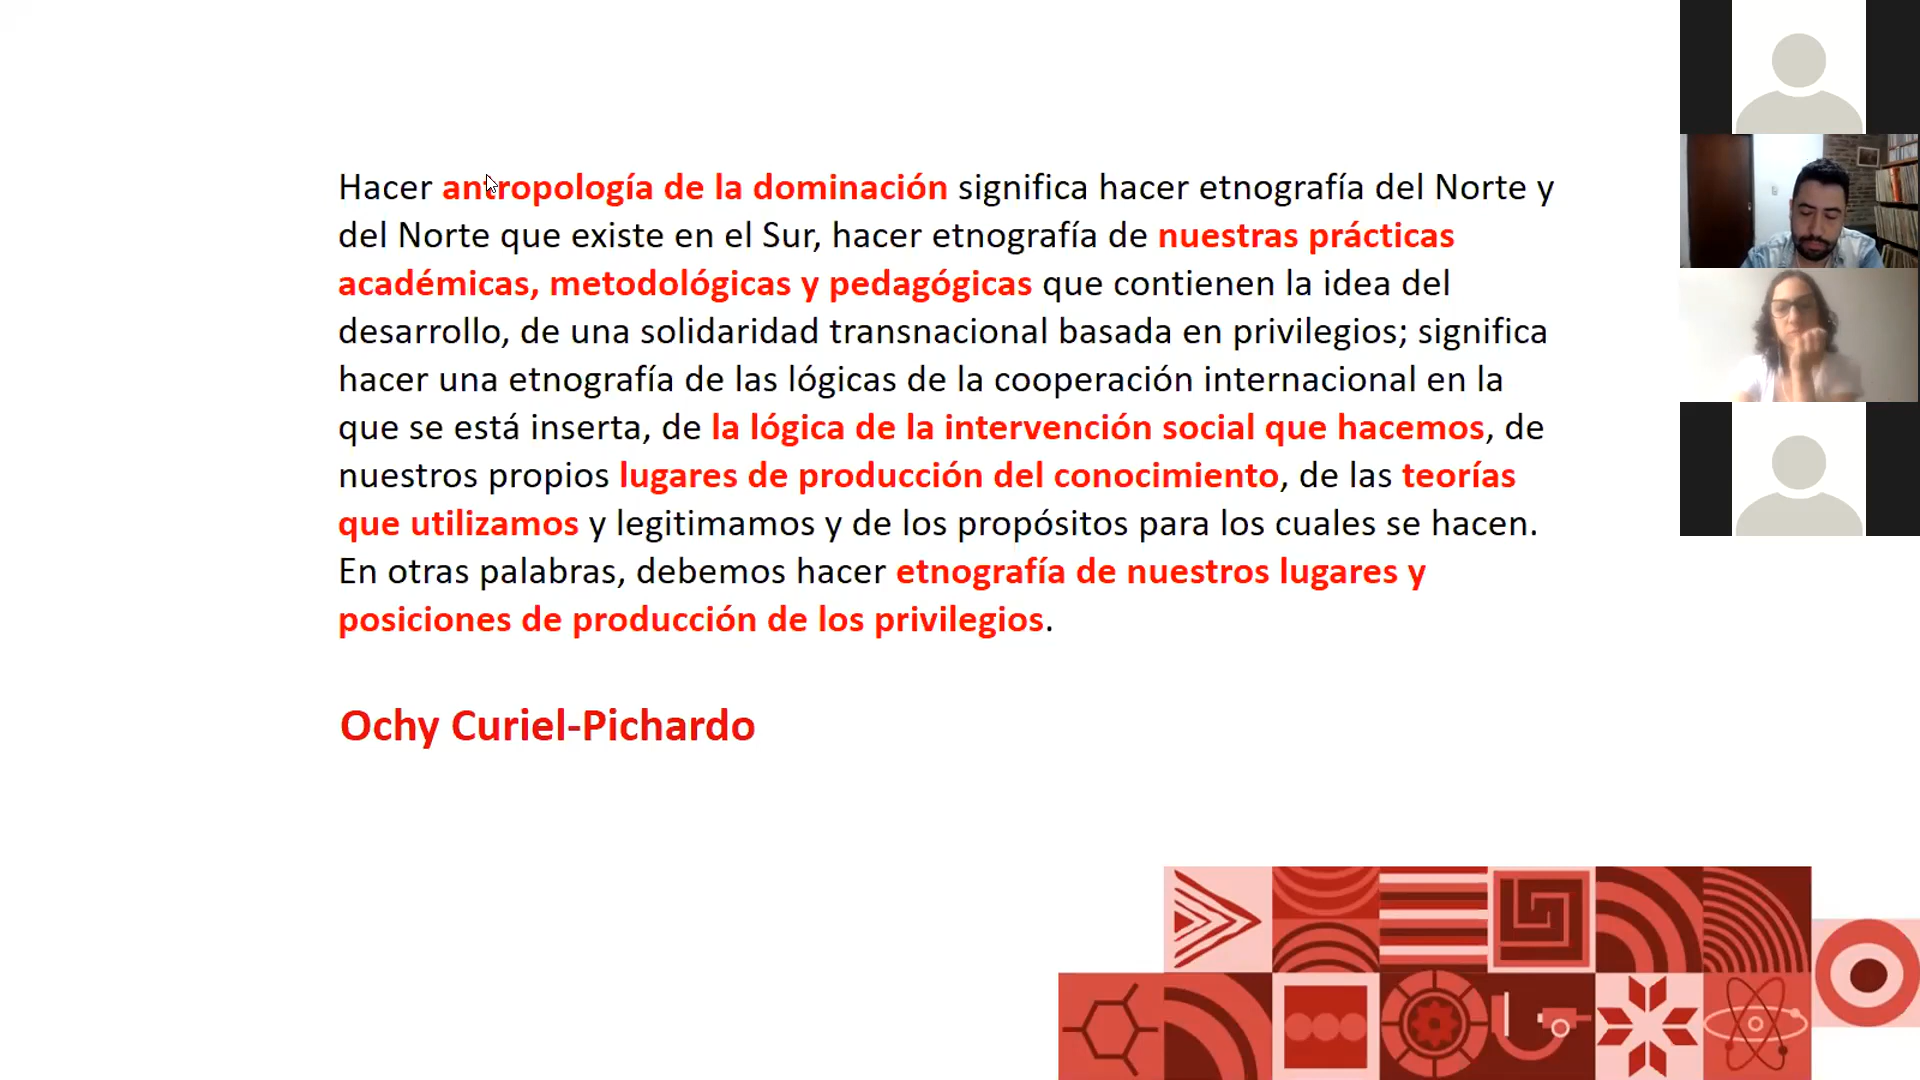 Hacer antropología de la dominación significa hacer etnografía del Norte y
del Norte que existe en el Sur, hacer etnografía de nuestras prácticas
académicas, metodológicas y pedagógicas que contienen la idea del
desarrollo, de una solidaridad transnacional basada en privilegios; significa
hacer una etnografía de las lógicas de la cooperación internacional en la
que se está inserta, de la lógica de la intervención social que hacemos, de
nuestros propios lugares de producción del conocimiento, de las teorías
que utilizamos y legitimamos y de los propósitos para los cuales se hacen.
En otras palabras, debemos hacer etnografía de nuestros lugares y
posiciones de producción de los privilegios.
Ochy Curiel-Pichardo